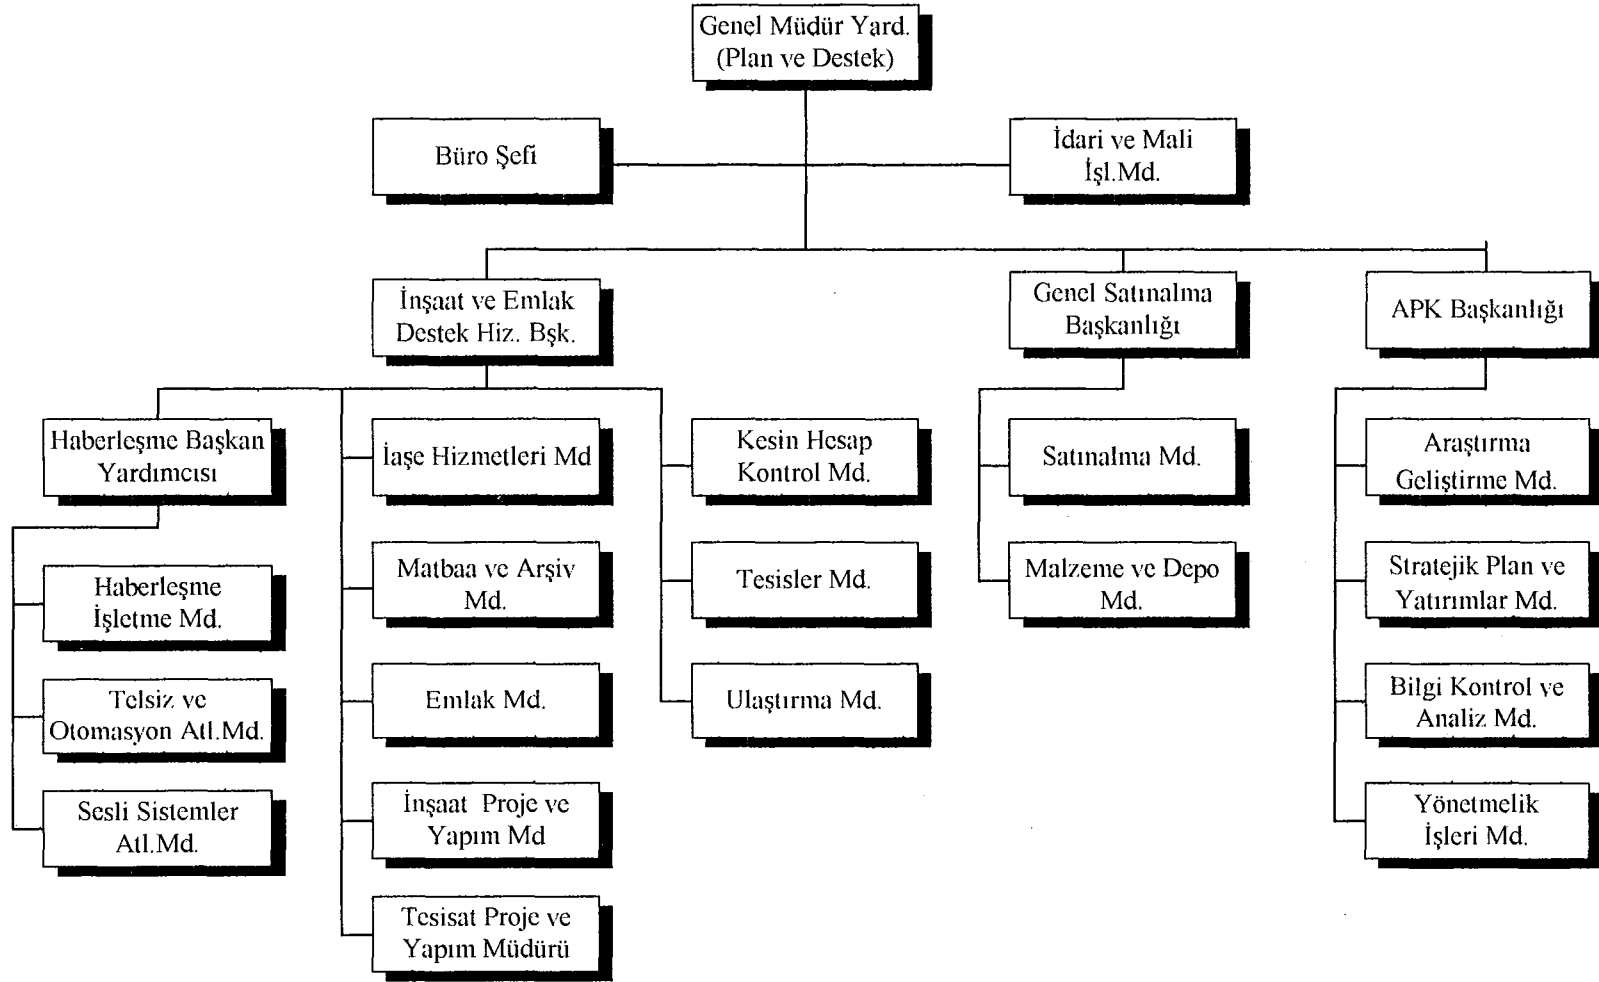 Genel Müdür Yard.
(Plan ve Destek)
Büro Şefi
İdari ve Mali
İşl.Md.
İnşaat ve Emlak
Destek Hiz. Bşk.
Genel Satınalma
Başkanlığı
APK Başkanlığı
Haberleşme Başkan
Yardımcısı
Haberleşme
İşletme Md.
Telsiz ve
Otomasyon Atl.Md.
Sesli Sistemler
Atl.Md.
İaşe Hizmetleri Md
Matbaa ve Arşiv
Md.
Emlak Md.
İnşaat Proje ve
Yapım Md
Tesisat Proje ve
Yapım Müdürü
Kesin Hesap
Kontrol Md.
Tesisler Md.
Ulaştırma Md.
Satınalma Md.
Malzeme ve Depo
Md.
Araştırma
Geliştirme Md.
Stratejik Plan ve
Yatırımlar Md.
Bilgi Kontrol ve
Analiz Md.
Yönetmelik
İşleri Md.